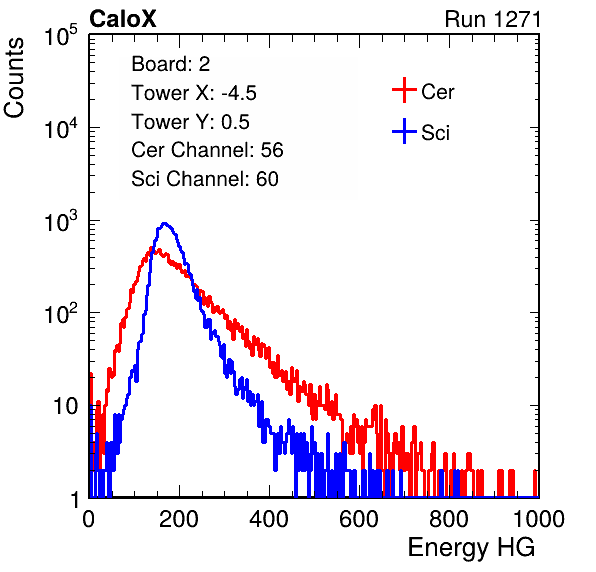 CaloX Run 1271
Counts
Board: 2
Tower X: -4.5
Tower Y: 0.5
Cer Channel: 56
Sci Channel: 60
Cer
Sci
10^5
10^4
10^3
10^2
10
1
0 200 400 600 800 1000
Energy HG